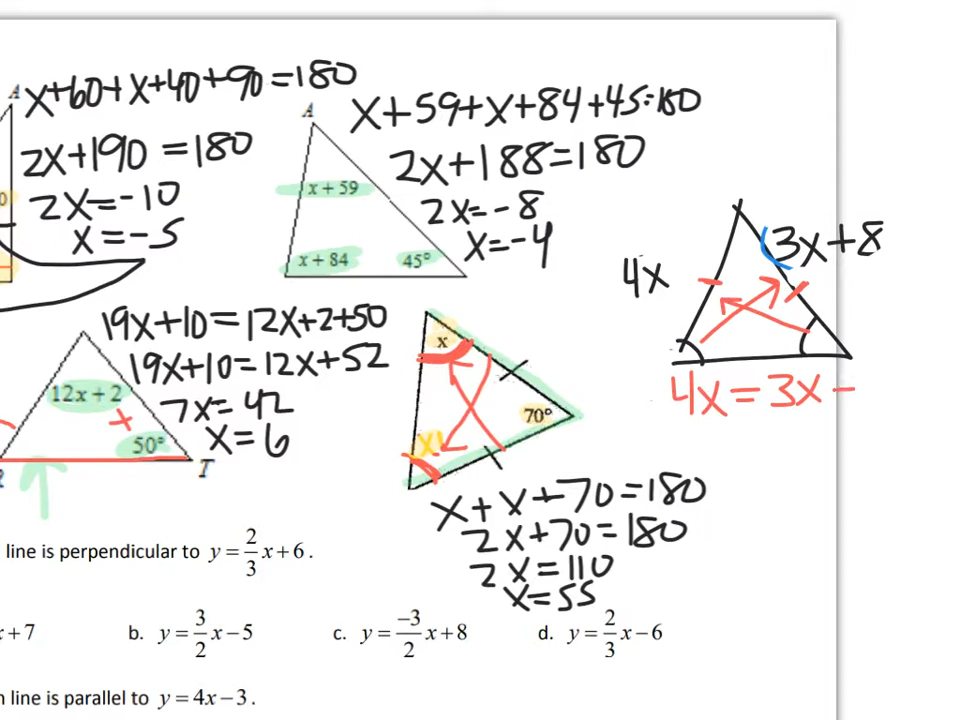 A x+60+x+40+90=180
2x+190=180
2x=-10
x=-5
A x+59+x+84+45=180
2x+188=180
2x=-8
x=-4
x + 59
x + 84 45°
4x 3x+8
4x=3x-
19x+10=12x+2+50
19x+10=12x+52
7x=42
x=6
12x + 2
50°
T
x
70°
x
x+x+70=180
2x+70=180
2x=110
x=55
line is perpendicular to y = 2/3 x + 6 .
x + 7 b. y = 3/2 x − 5 c. y = −3/2 x + 8 d. y = 2/3 x − 6
line is parallel to y = 4x − 3 .